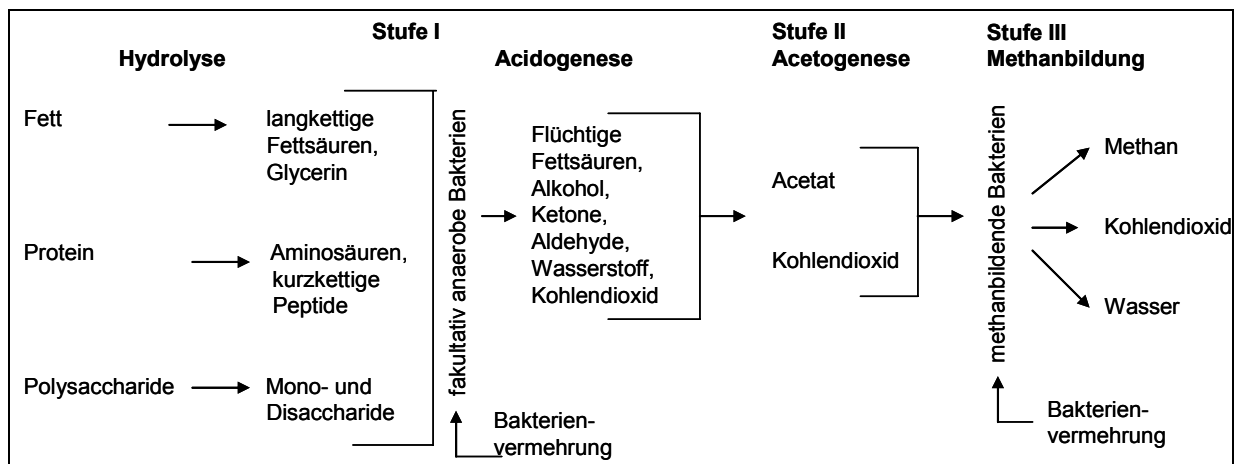 Stufe I
Hydrolyse
Acidogenese
Stufe II
Acetogenese
Stufe III
Methanbildung
Fett
langkettige
Fettsäuren,
Glycerin
Protein
Aminosäuren,
kurzkettige
Peptide
Polysaccharide
Mono- und
Disaccharide
fakultativ anaerobe Bakterien
Bakterien-
vermehrung
Flüchtige
Fettsäuren,
Alkohol,
Ketone,
Aldehyde,
Wasserstoff,
Kohlendioxid
Acetat
Kohlendioxid
methanbildende Bakterien
Methan
Kohlendioxid
Wasser
Bakterien-
vermehrung